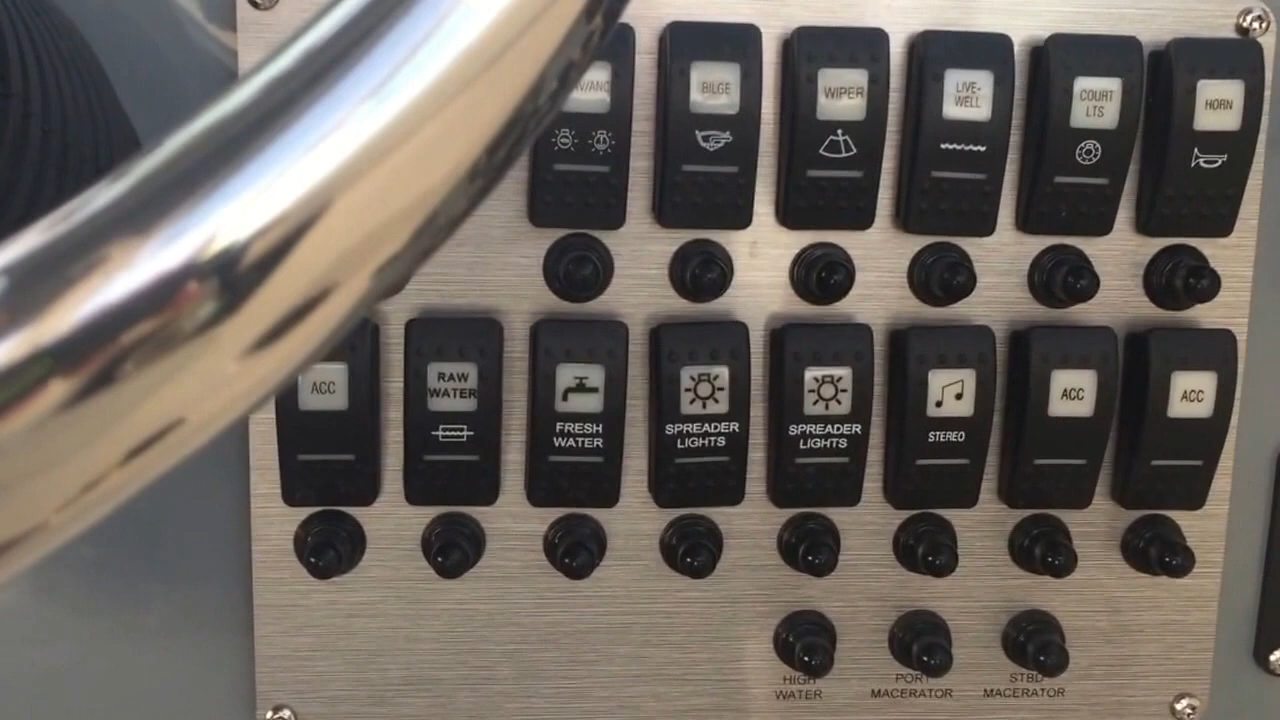 BILGE
WIPER
LIVE-
WELL
COURT
LTS
HORN
ACC
RAW
WATER
FRESH
WATER
SPREADER
LIGHTS
SPREADER
LIGHTS
STEREO
ACC
ACC
HIGH
WATER
PORT
MACERATOR
STBD
MACERATOR